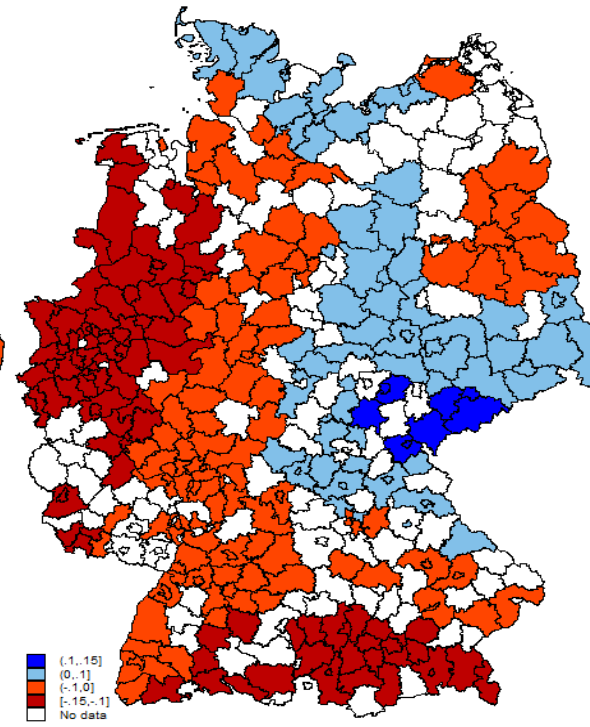 (.1,.15]
(0,.1]
(-.1,0]
[-.15,-.1]
No data